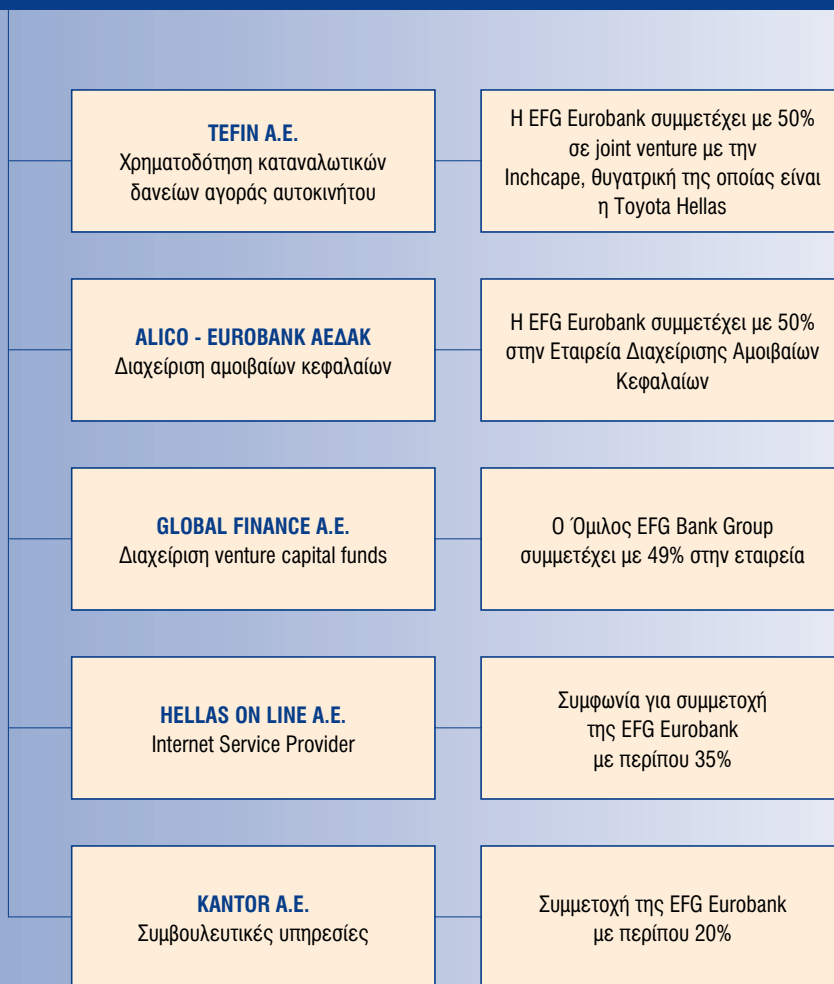 TEFIN A.E.
Χρηματοδότηση καταναλωτικών
δανείων αγοράς αυτοκινήτου
Η EFG Eurobank συμμετέχει με 50%
σε joint venture με την
Inchcape, θυγατρική της οποίας είναι
η Toyota Hellas
ALICO - EUROBANK ΑΕΔΑΚ
Διαχείριση αμοιβαίων κεφαλαίων
Η EFG Eurobank συμμετέχει με 50%
στην Εταιρεία Διαχείρισης Αμοιβαίων
Κεφαλαίων
GLOBAL FINANCE A.E.
Διαχείριση venture capital funds
Ο Όμιλος EFG Bank Group
συμμετέχει με 49% στην εταιρεία
HELLAS ON LINE A.E.
Internet Service Provider
Συμφωνία για συμμετοχή
της EFG Eurobank
με περίπου 35%
KANTOR A.E.
Συμβουλευτικές υπηρεσίες
Συμμετοχή της EFG Eurobank
με περίπου 20%